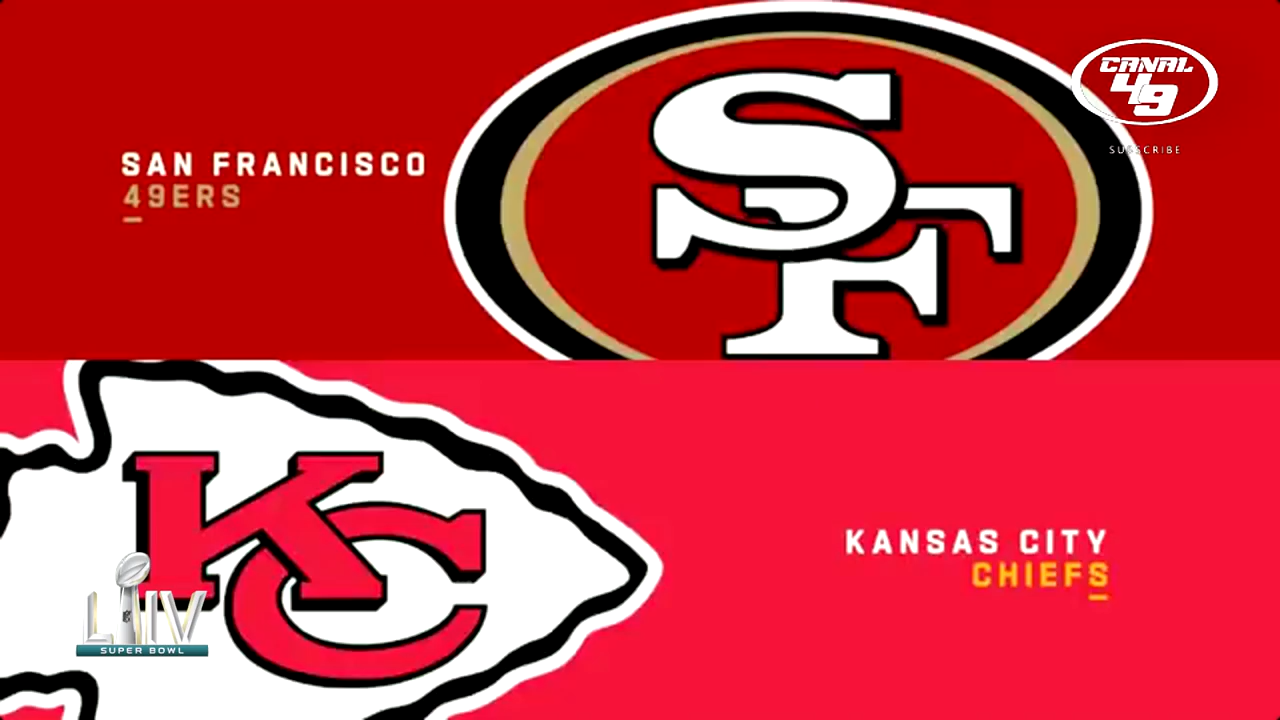 SAN FRANCISCO
49ERS
SF
CANAL
49
SUBSCRIBE
KC
KANSAS CITY
CHIEFS
LIV
SUPER BOWL